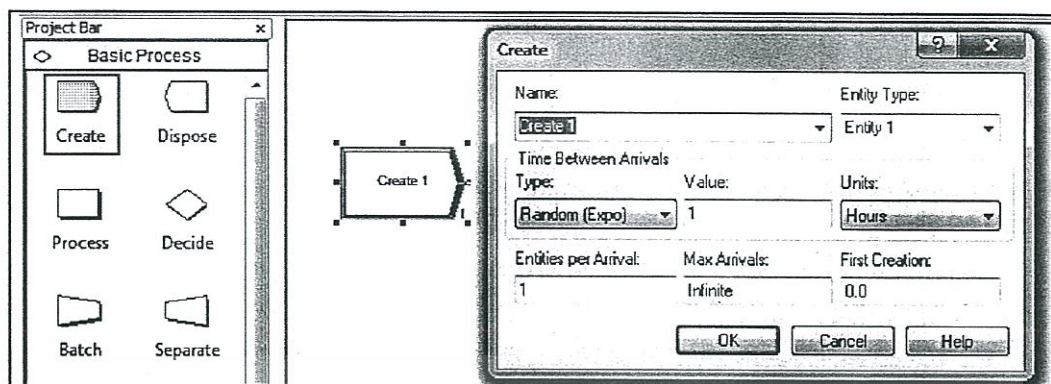 Project Bar x
Basic Process
Create Dispose
Process Decide
Batch Separate
Create 1
Create
? X
Name: Entity Type:
Create 1 Entity 1
Time Between Arrivals
Type: Value: Units:
Random (Expo) 1 Hours
Entities per Arrival: Max Arrivals: First Creation:
1 Infinite 0.0
OK Cancel Help